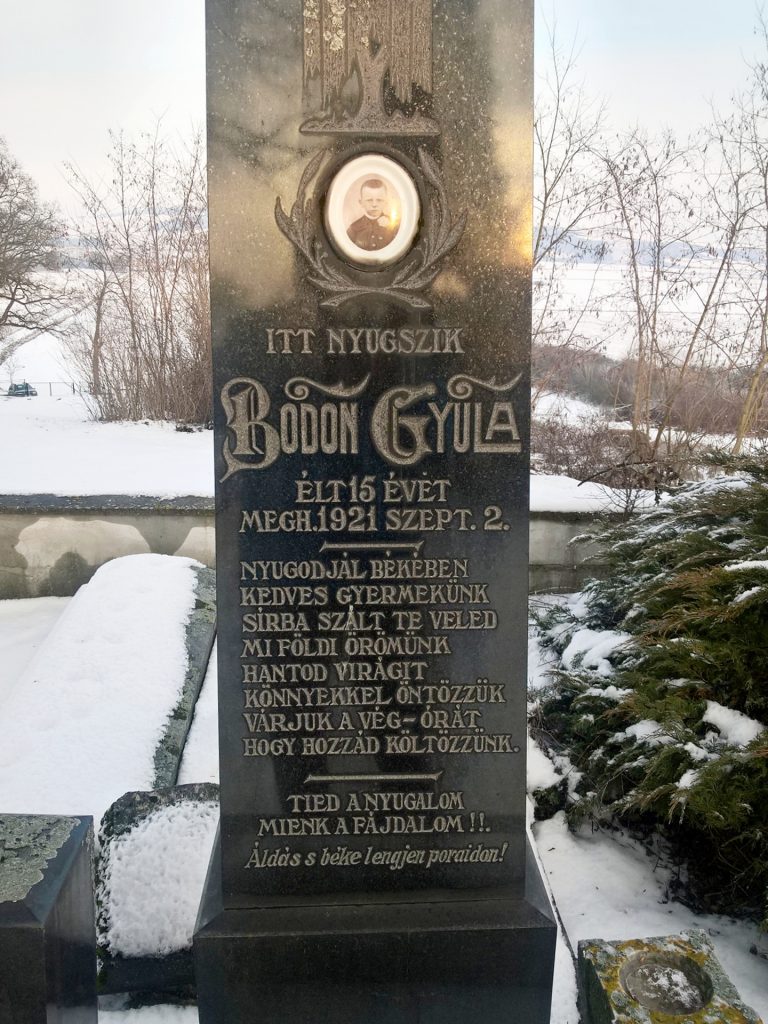 ITT NYUGSZIK
BODON GYULA
ÉLT 15 ÉVET
MEGH. 1921 SZEPT. 2.
NYUGODJÁL BÉKÉBEN
KEDVES GYERMEKÜNK
SÍRBA SZÁLT TE VELED
MI FÖLDI ÖRÖMÜNK
HANTOD VIRÁGIT
KÖNNYEKKEL ÖNTÖZZÜK
VÁRJUK A VÉG-ÓRÁT
HOGY HOZZÁD KÖLTÖZZÜNK.
TIED A NYUGALOM
MIENK A FÁJDALOM!!.
Áldás s béke lengjen poraidon!